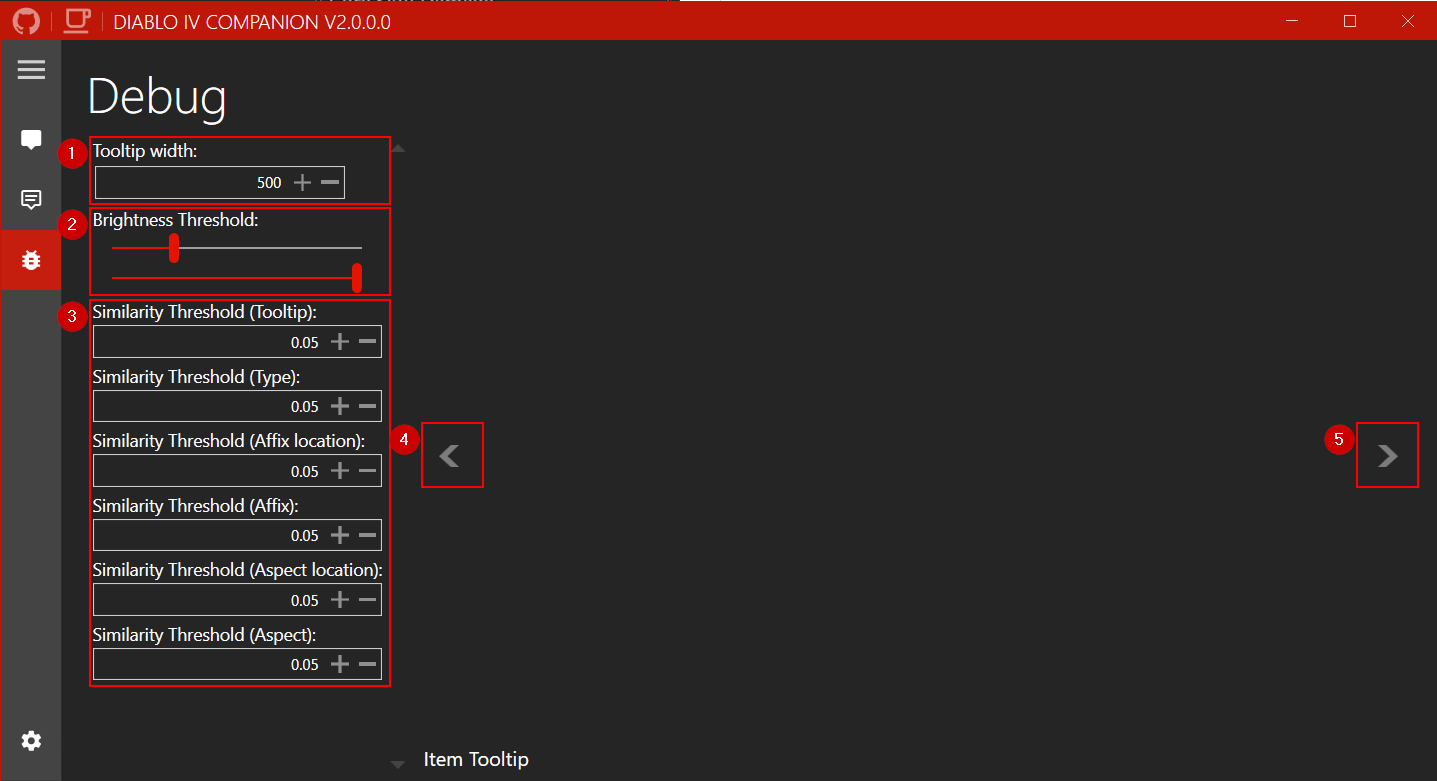 DIABLO IV COMPANION V2.0.0.0
Debug
1
Tooltip width:
500
2
Brightness Threshold:
3
Similarity Threshold (Tooltip):
0.05
Similarity Threshold (Type):
0.05
Similarity Threshold (Affix location):
0.05
4
5
Similarity Threshold (Affix):
0.05
Similarity Threshold (Aspect location):
0.05
Similarity Threshold (Aspect):
0.05
Item Tooltip